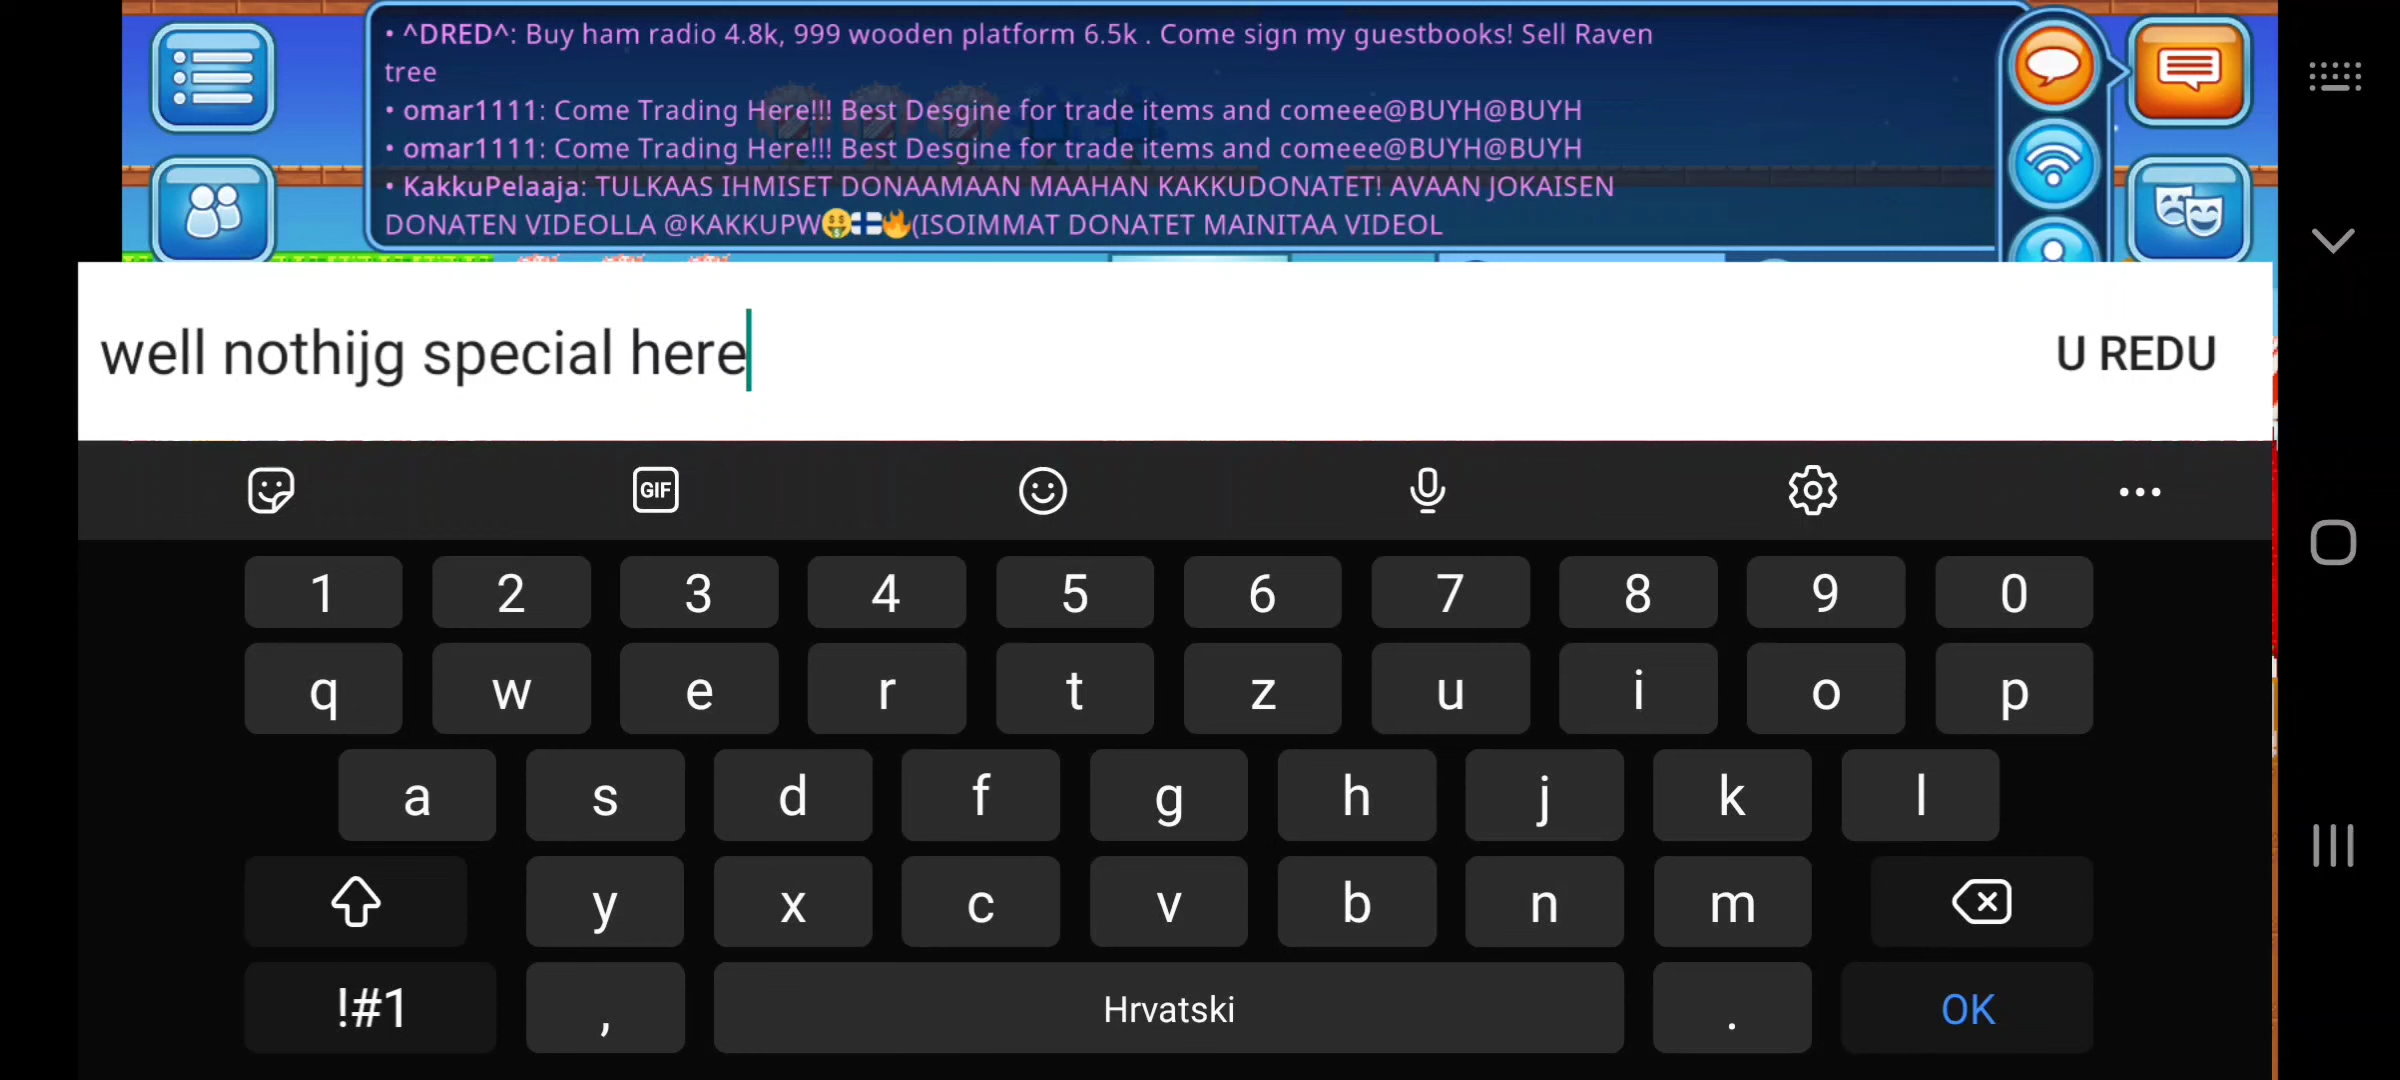 • ^DRED^: Buy ham radio 4.8k, 999 wooden platform 6.5k . Come sign my guestbooks! Sell Raven
tree
• omar1111: Come Trading Here!!! Best Desgine for trade items and comeee@BUYH@BUYH
• omar1111: Come Trading Here!!! Best Desgine for trade items and comeee@BUYH@BUYH
• KakkuPelaaja: TULKAAS IHMISET DONAAMAAN MAAHAN KAKKUDONATET! AVAAN JOKAISEN
DONATEN VIDEOLLA @KAKKUPW🤑🇫🇮🔥(ISOIMMAT DONATET MAINITAA VIDEOL
well nothijg special here
U REDU
GIF
1 2 3 4 5 6 7 8 9 0
q w e r t z u i o p
a s d f g h j k l
y x c v b n m
!#1 , Hrvatski . OK